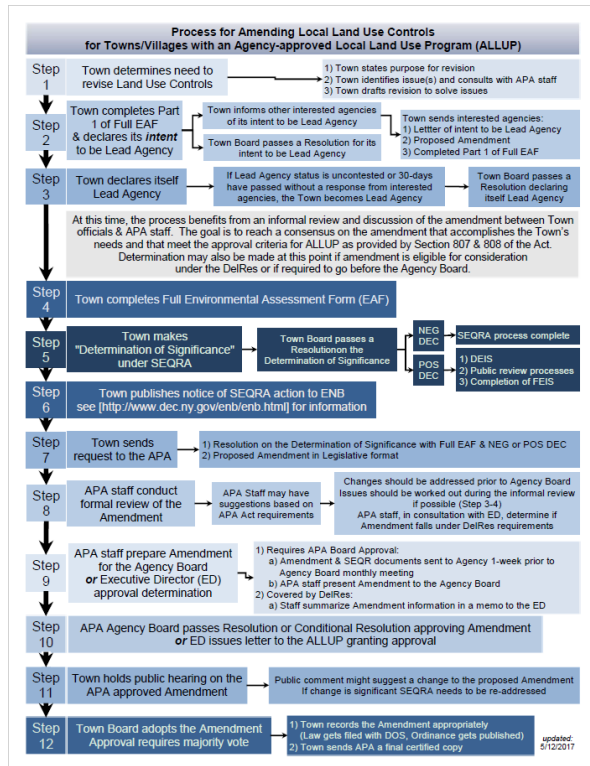 Process for Amending Local Land Use Controls
for Towns/Villages with an Agency-approved Local Land Use Program (ALLUP)
Step
1
Town determines need to
revise Land Use Controls
1) Town states purpose for revision
2) Town identifies issue(s) and consults with APA staff
3) Town drafts revision to solve issues
Step
2
Town completes Part
1 of Full EAF
& declares its intent
to be Lead Agency
Town informs other interested agencies
of its intent to be Lead Agency
Town Board passes a Resolution for its
intent to be Lead Agency
Town sends interested agencies:
1) Lettter of intent to be Lead Agency
2) Proposed Amendment
3) Completed Part 1 of Full EAF
Step
3
Town declares itself
Lead Agency
If Lead Agency status is uncontested or 30-days
have passed without a response from interested
agencies, the Town becomes Lead Agency
Town Board passes a
Resolution declaring
itself Lead Agency
At this time, the process benefits from an informal review and discussion of the amendment between Town
officials & APA staff. The goal is to reach a consensus on the amendment that accomplishes the Town's
needs and that meet the approval criteria for ALLUP as provided by Section 807 & 808 of the Act.
Determination may also be made at this point if amendment is eligible for consideration
under the DelRes or if required to go before the Agency Board.
Step
4
Town completes Full Environmental Assessment Form (EAF)
Step
5
Town makes
"Determination of Significance"
under SEQRA
Town Board passes a
Resolutionon the
Determination of Significance
NEG
DEC
SEQRA process complete
POS
DEC
1) DEIS
2) Public review processes
3) Completion of FEIS
Step
6
Town publishes notice of SEQRA action to ENB
see [http://www.dec.ny.gov/enb/enb.html] for information
Step
7
Town sends
request to the APA
1) Resolution on the Determination of Significance with Full EAF & NEG or POS DEC
2) Proposed Amendment in Legislative format
Step
8
APA staff conduct
formal review of the
Amendment
APA Staff may have
suggestions based on
APA Act requirements
Changes should be addressed prior to Agency Board
Issues should be worked out during the informal review
if possible (Step 3-4)
APA staff, in consultation with ED, determine if
Amendment falls under DelRes requirements
Step
9
APA staff prepare Amendment
for the Agency Board
or Executive Director (ED)
approval determination
1) Requires APA Board Approval:
a) Amendment & SEQR documents sent to Agency 1-week prior to
Agency Board monthly meeting
b) APA staff present Amendment to the Agency Board
2) Covered by DelRes:
a) Staff summarize Amendment information in a memo to the ED
Step
10
APA Agency Board passes Resolution or Conditional Resolution approving Amendment
or ED issues letter to the ALLUP granting approval
Step
11
Town holds public hearing on the
APA approved Amendment
Public comment might suggest a change to the proposed Amendment
If change is significant SEQRA needs to be re-addressed
Step
12
Town Board adopts the Amendment
Approval requires majority vote
1) Town records the Amendment appropriately
(Law gets filed with DOS, Ordinance gets published)
2) Town sends APA a final certified copy
updated:
5/12/2017